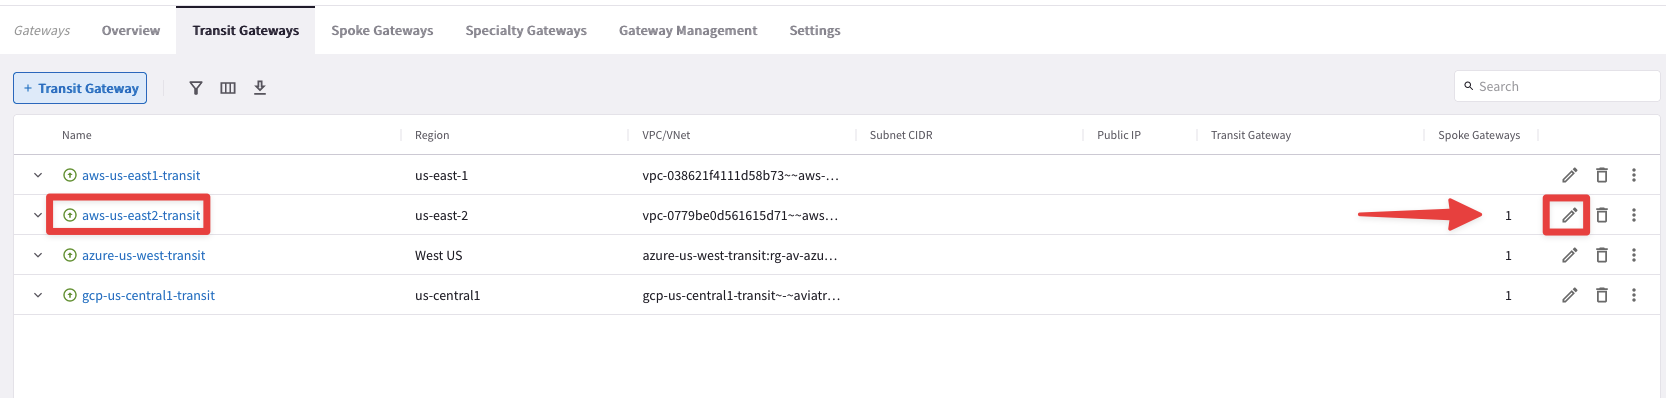 Gateways Overview Transit Gateways Spoke Gateways Specialty Gateways Gateway Management Settings
+ Transit Gateway Search
Name Region VPC/VNet Subnet CIDR Public IP Transit Gateway Spoke Gateways
aws-us-east1-transit us-east-1 vpc-038621f4111d58b73~~aws-...
aws-us-east2-transit us-east-2 vpc-0779be0d561615d71~~aws... 1
azure-us-west-transit West US azure-us-west-transit:rg-av-azu... 1
gcp-us-central1-transit us-central1 gcp-us-central1-transit~-~aviatr... 1